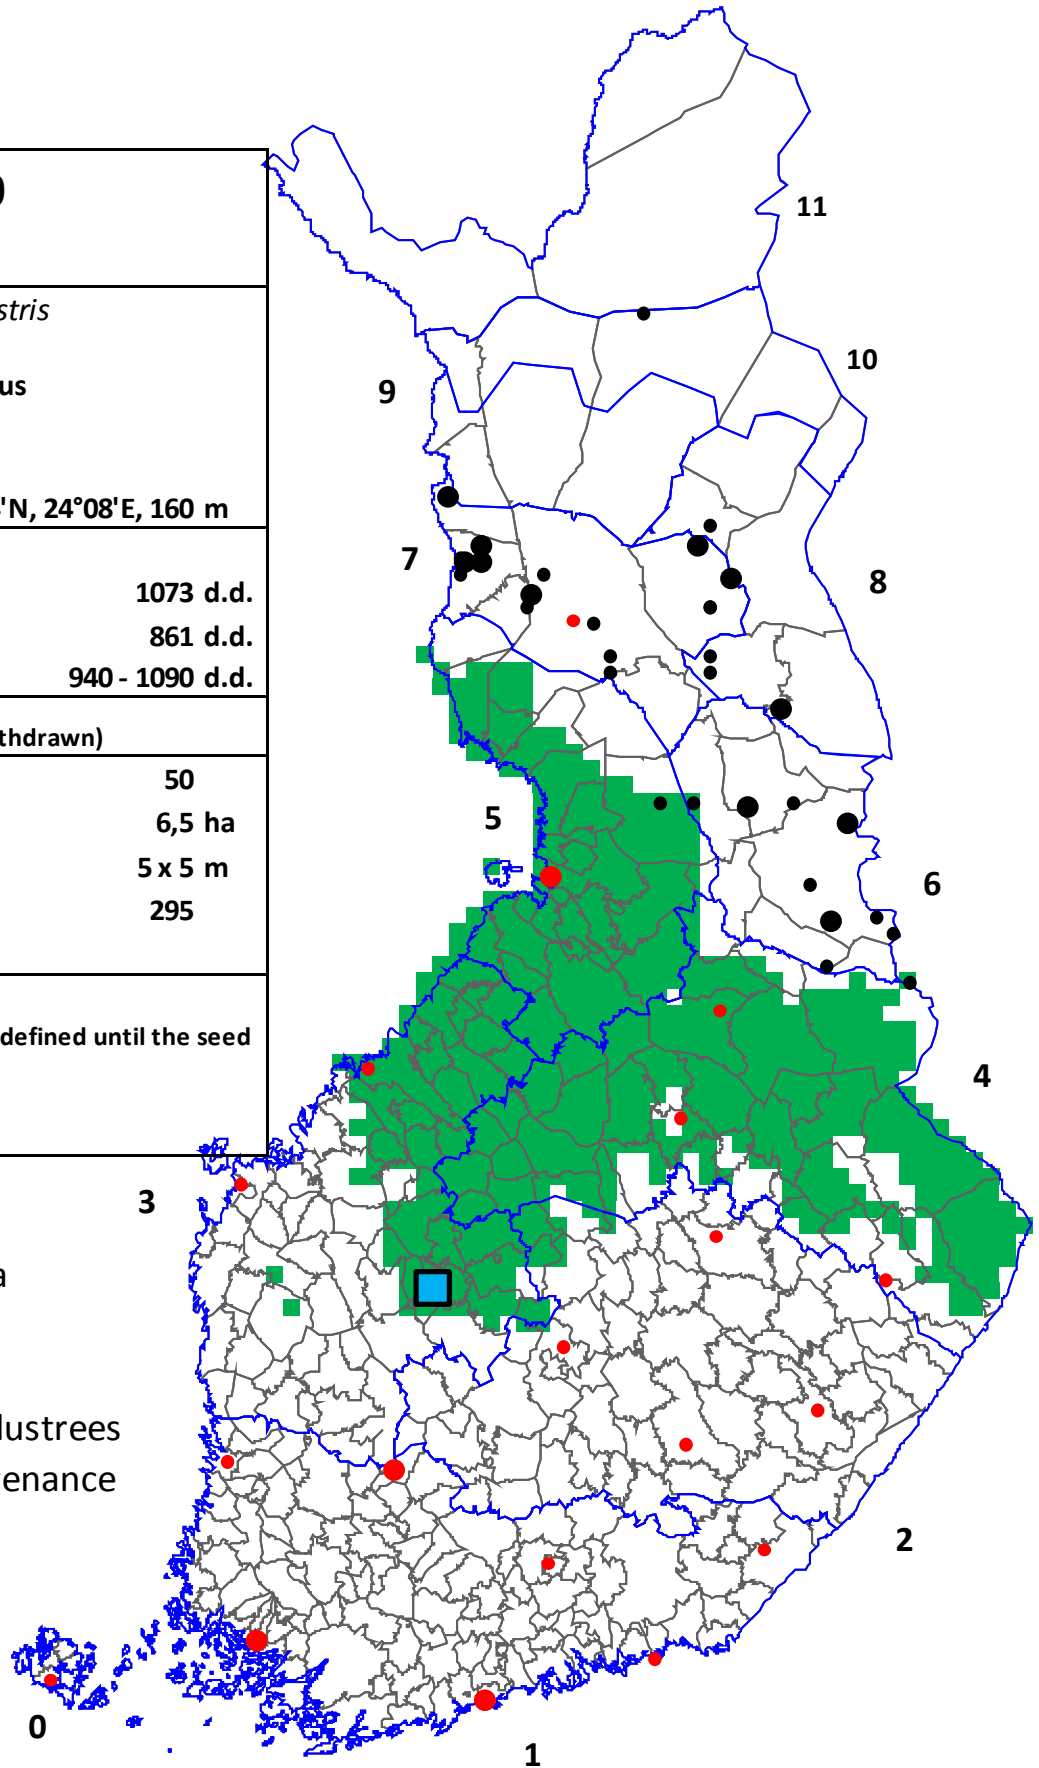 )
stris
us
'N, 24°08'E, 160 m
1073 d.d.
861 d.d.
940 - 1090 d.d.
thdrawn)
50
6,5 ha
5 x 5 m
295
defined until the seed
a
lustrees
venance
11
10
9
7
8
5
6
4
3
2
0
1